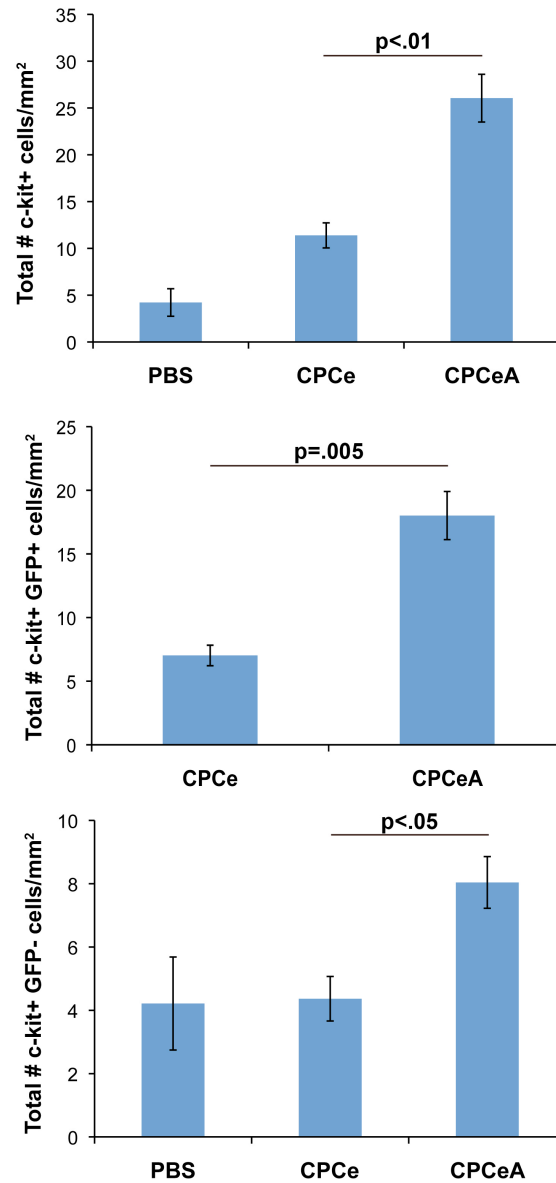 Total # c-kit+ cells/mm²
35
30
25
20
15
10
5
0
p<.01
PBS CPCe CPCeA
Total # c-kit+ GFP+ cells/mm²
25
20
15
10
5
0
p=.005
CPCe CPCeA
Total # c-kit+ GFP- cells/mm²
10
8
6
4
2
0
p<.05
PBS CPCe CPCeA